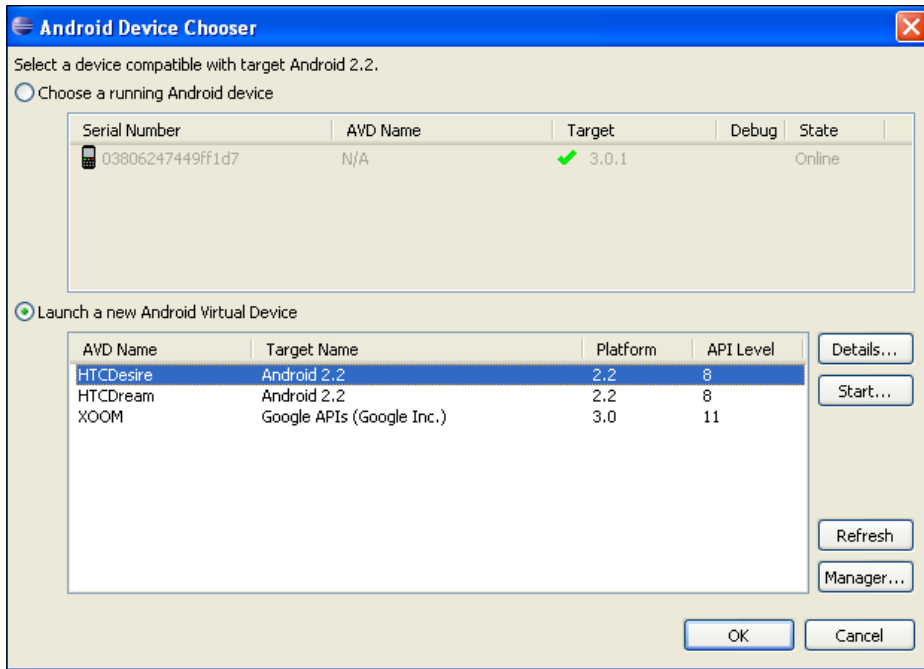 Android Device Chooser
Select a device compatible with target Android 2.2.
Choose a running Android device
Serial Number AVD Name Target Debug State
03806247449ff1d7 N/A 3.0.1 Online
Launch a new Android Virtual Device
AVD Name Target Name Platform API Level Details...
HTCDesire Android 2.2 2.2 8
HTCDream Android 2.2 2.2 8 Start...
XOOM Google APIs (Google Inc.) 3.0 11
Refresh
Manager...
OK Cancel